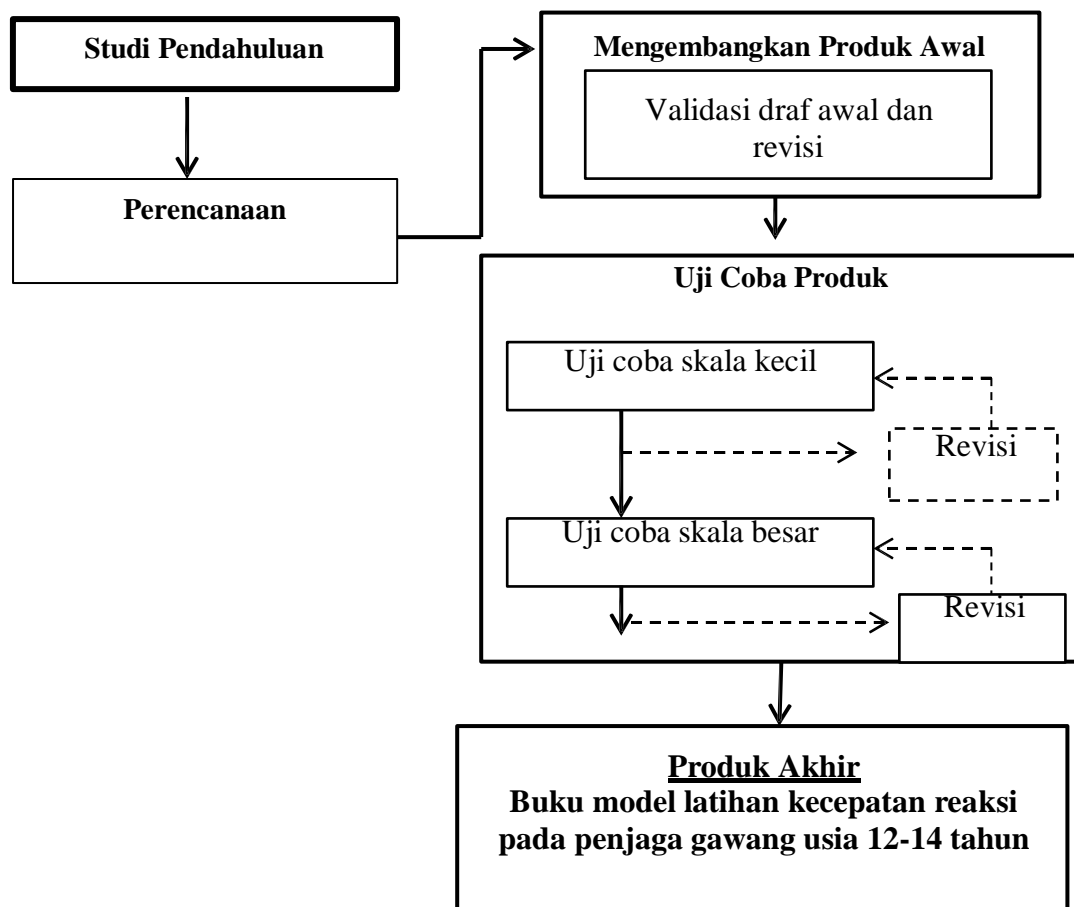 Studi Pendahuluan
Perencanaan
Mengembangkan Produk Awal
Validasi draf awal dan
revisi
Uji Coba Produk
Uji coba skala kecil
Revisi
Uji coba skala besar
Revisi
Produk Akhir
Buku model latihan kecepatan reaksi
pada penjaga gawang usia 12-14 tahun